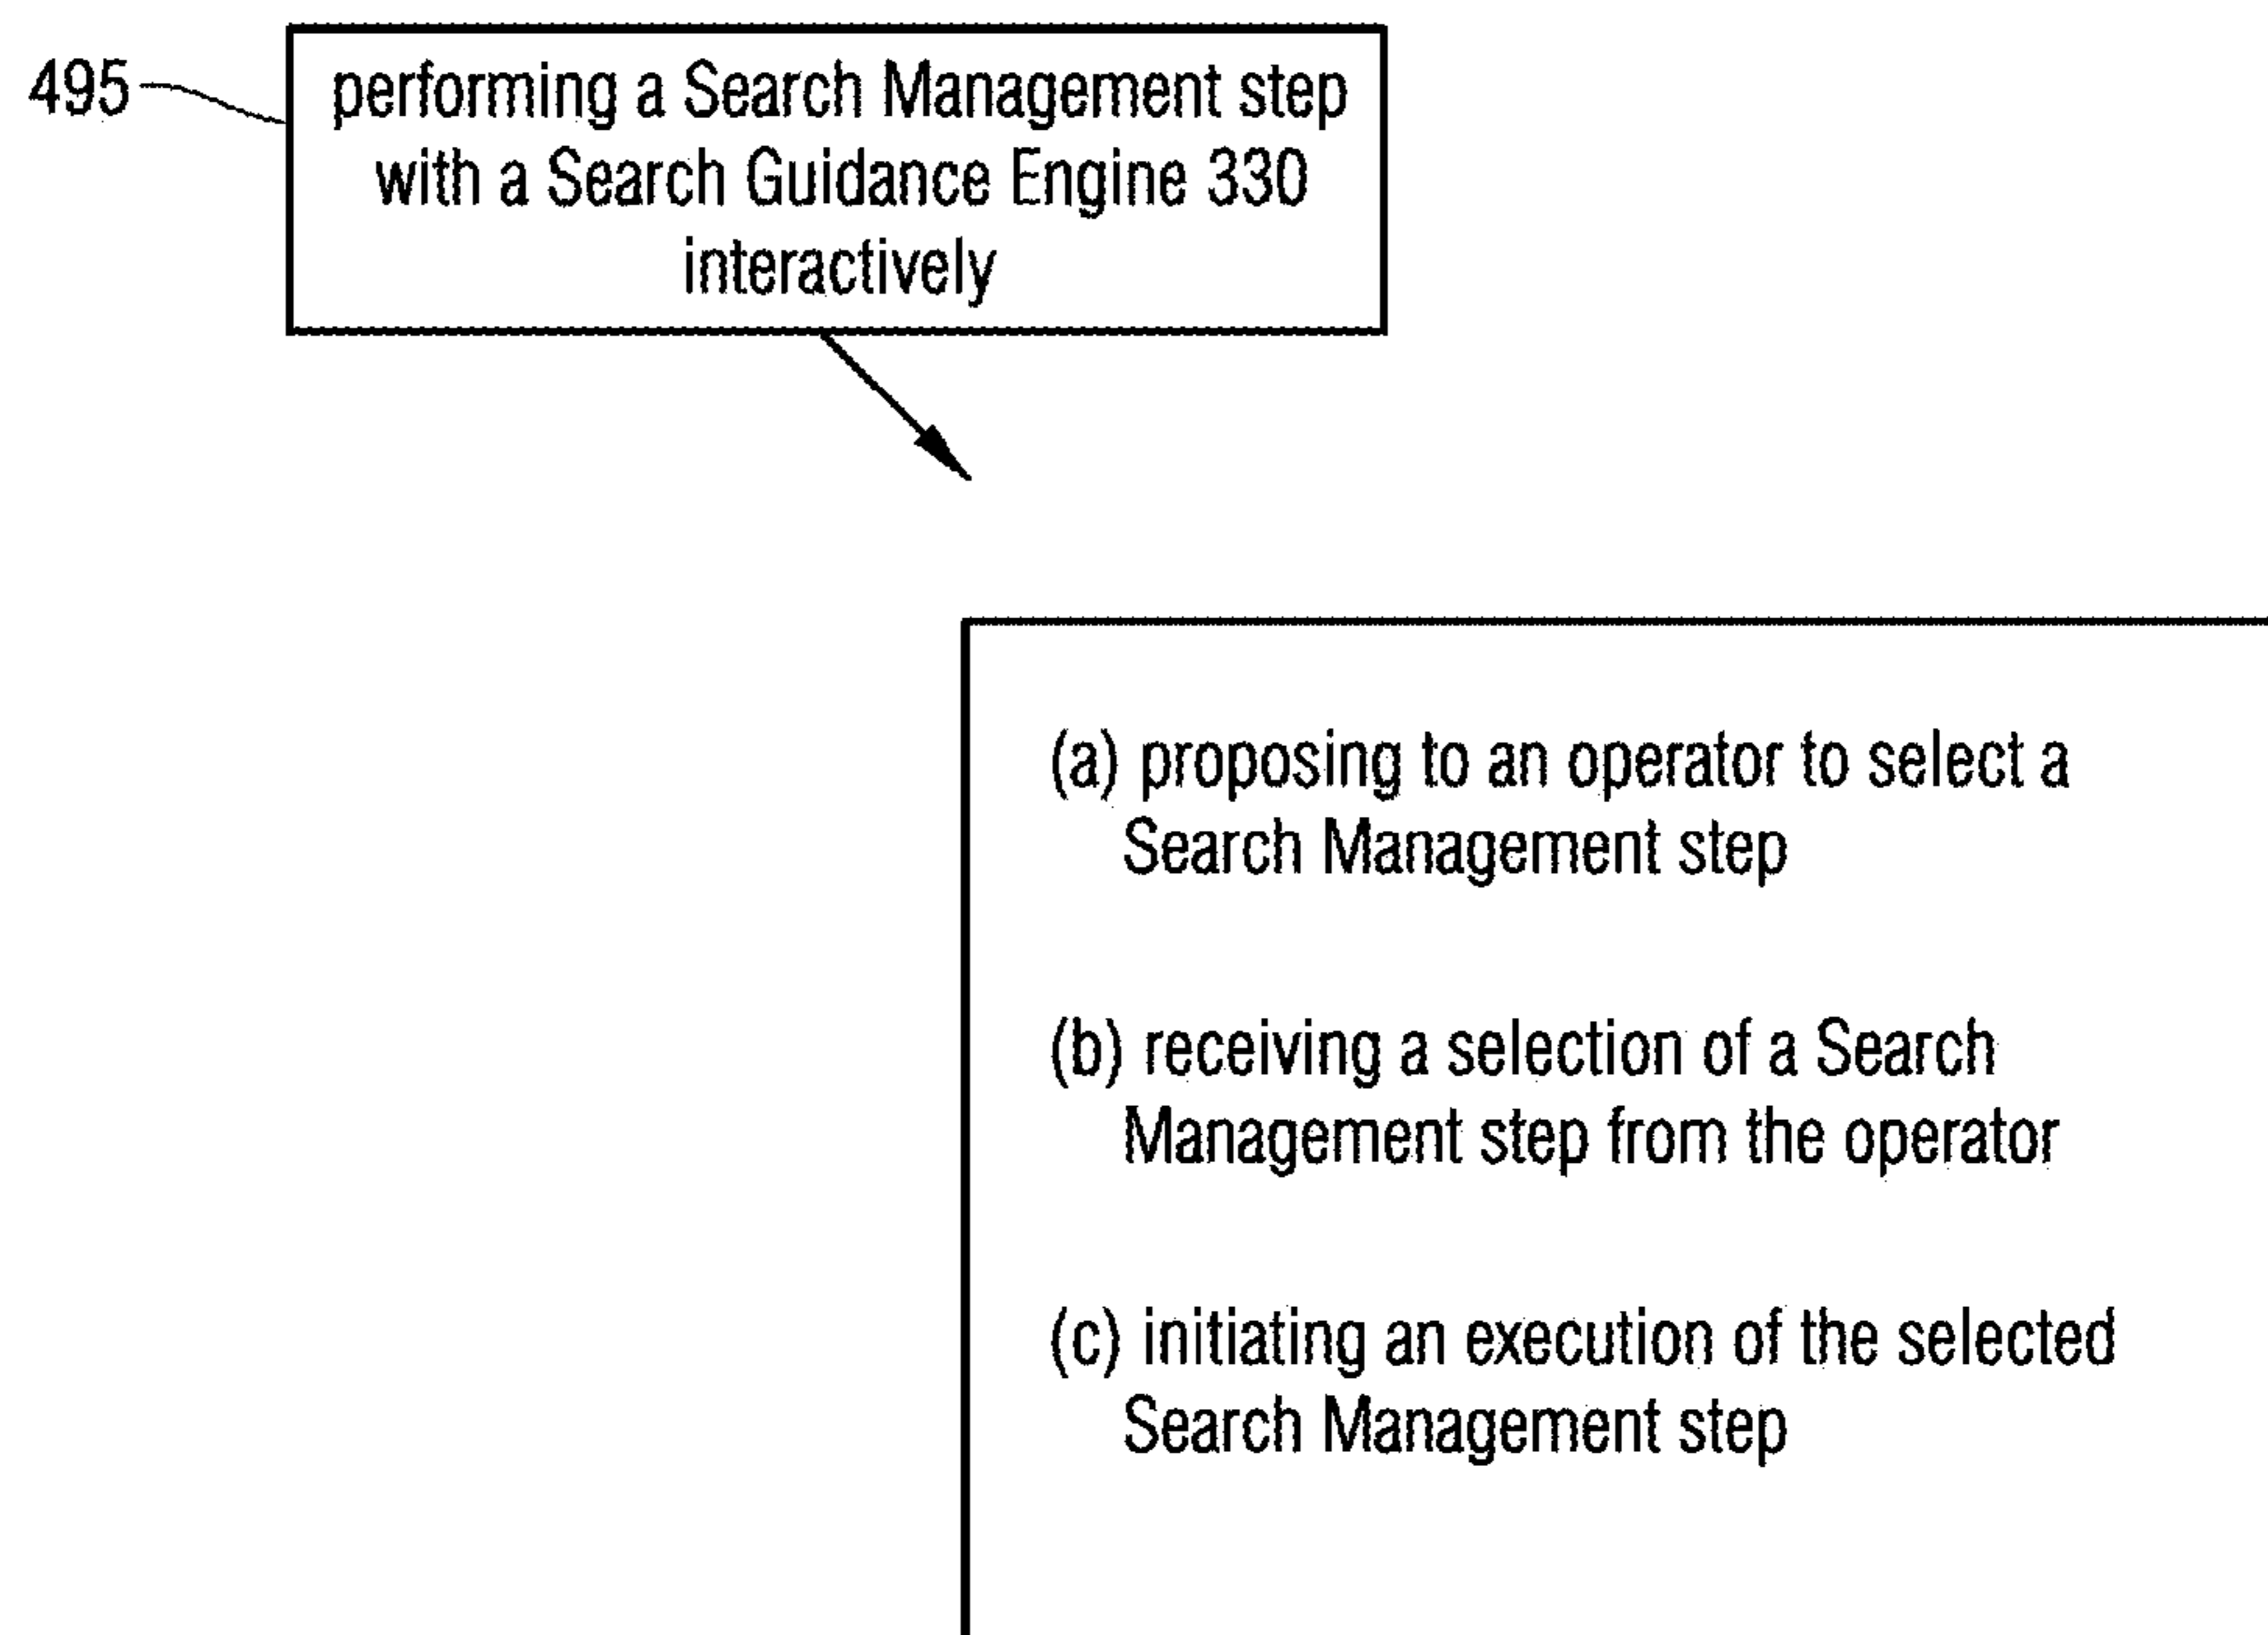 495
performing a Search Management step
with a Search Guidance Engine 330
interactively
(a) proposing to an operator to select a
Search Management step
(b) receiving a selection of a Search
Management step from the operator
(c) initiating an execution of the selected
Search Management step